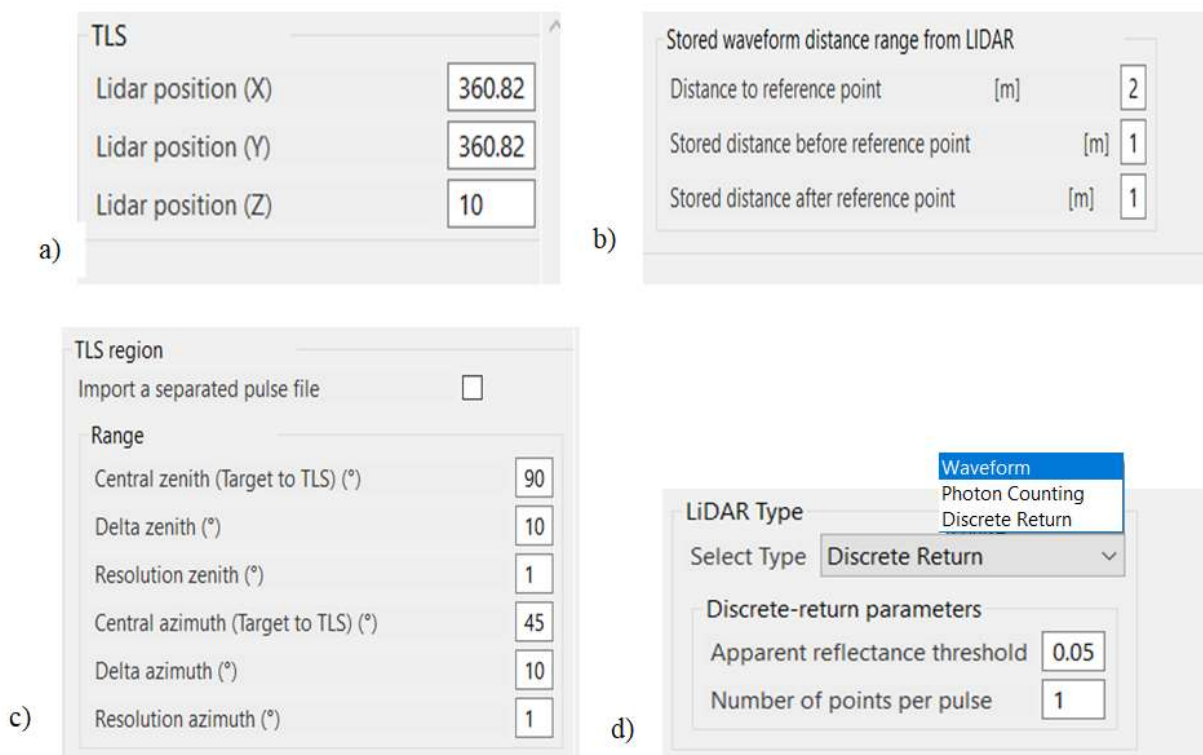 TLS
Lidar position (X) 360.82
Lidar position (Y) 360.82
Lidar position (Z) 10
a)
Stored waveform distance range from LIDAR
Distance to reference point [m] 2
Stored distance before reference point [m] 1
Stored distance after reference point [m] 1
b)
TLS region
Import a separated pulse file
Range
Central zenith (Target to TLS) (°) 90
Delta zenith (°) 10
Resolution zenith (°) 1
Central azimuth (Target to TLS) (°) 45
Delta azimuth (°) 10
Resolution azimuth (°) 1
c)
Waveform
Photon Counting
Discrete Return
LiDAR Type
Select Type Discrete Return
Discrete-return parameters
Apparent reflectance threshold 0.05
Number of points per pulse 1
d)